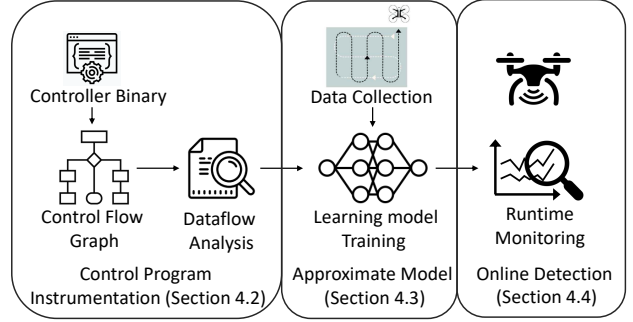 Controller Binary
Control Flow
Graph
Dataflow
Analysis
Control Program
Instrumentation (Section 4.2)
Data Collection
Learning model
Training
Approximate Model
(Section 4.3)
Runtime
Monitoring
Online Detection
(Section 4.4)